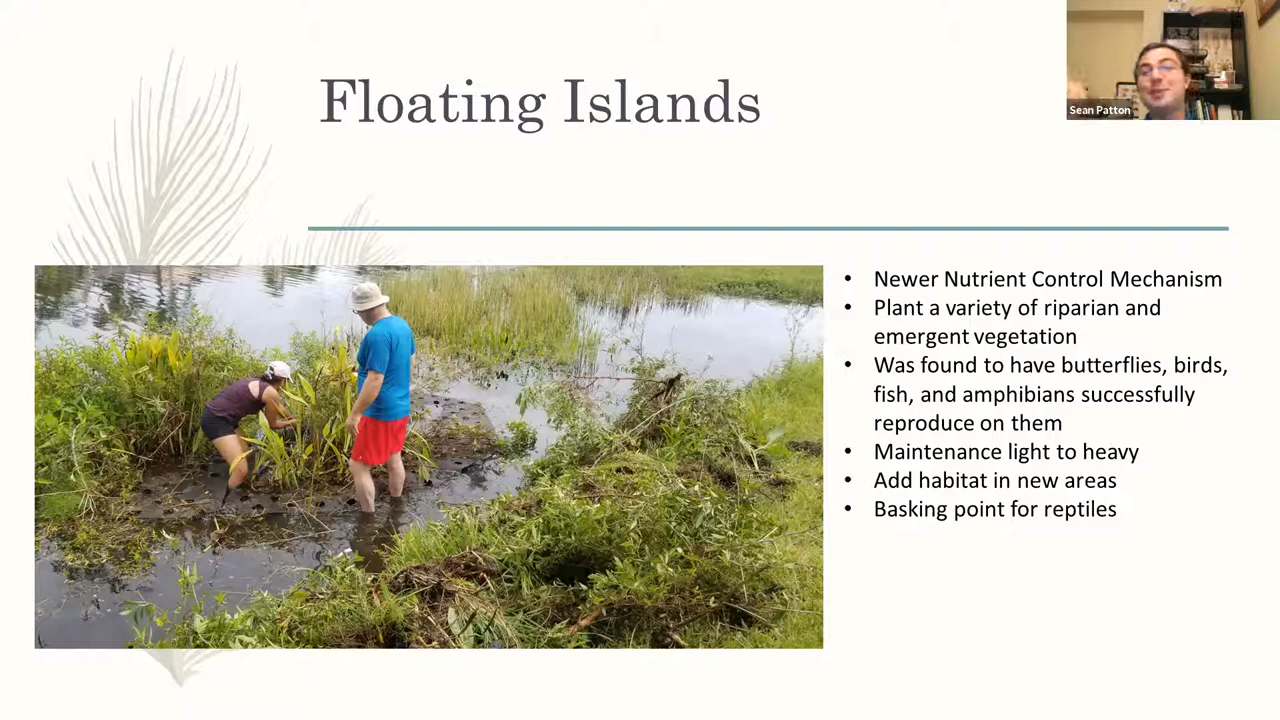 Floating Islands
Sean Patton
• Newer Nutrient Control Mechanism
• Plant a variety of riparian and
emergent vegetation
• Was found to have butterflies, birds,
fish, and amphibians successfully
reproduce on them
• Maintenance light to heavy
• Add habitat in new areas
• Basking point for reptiles